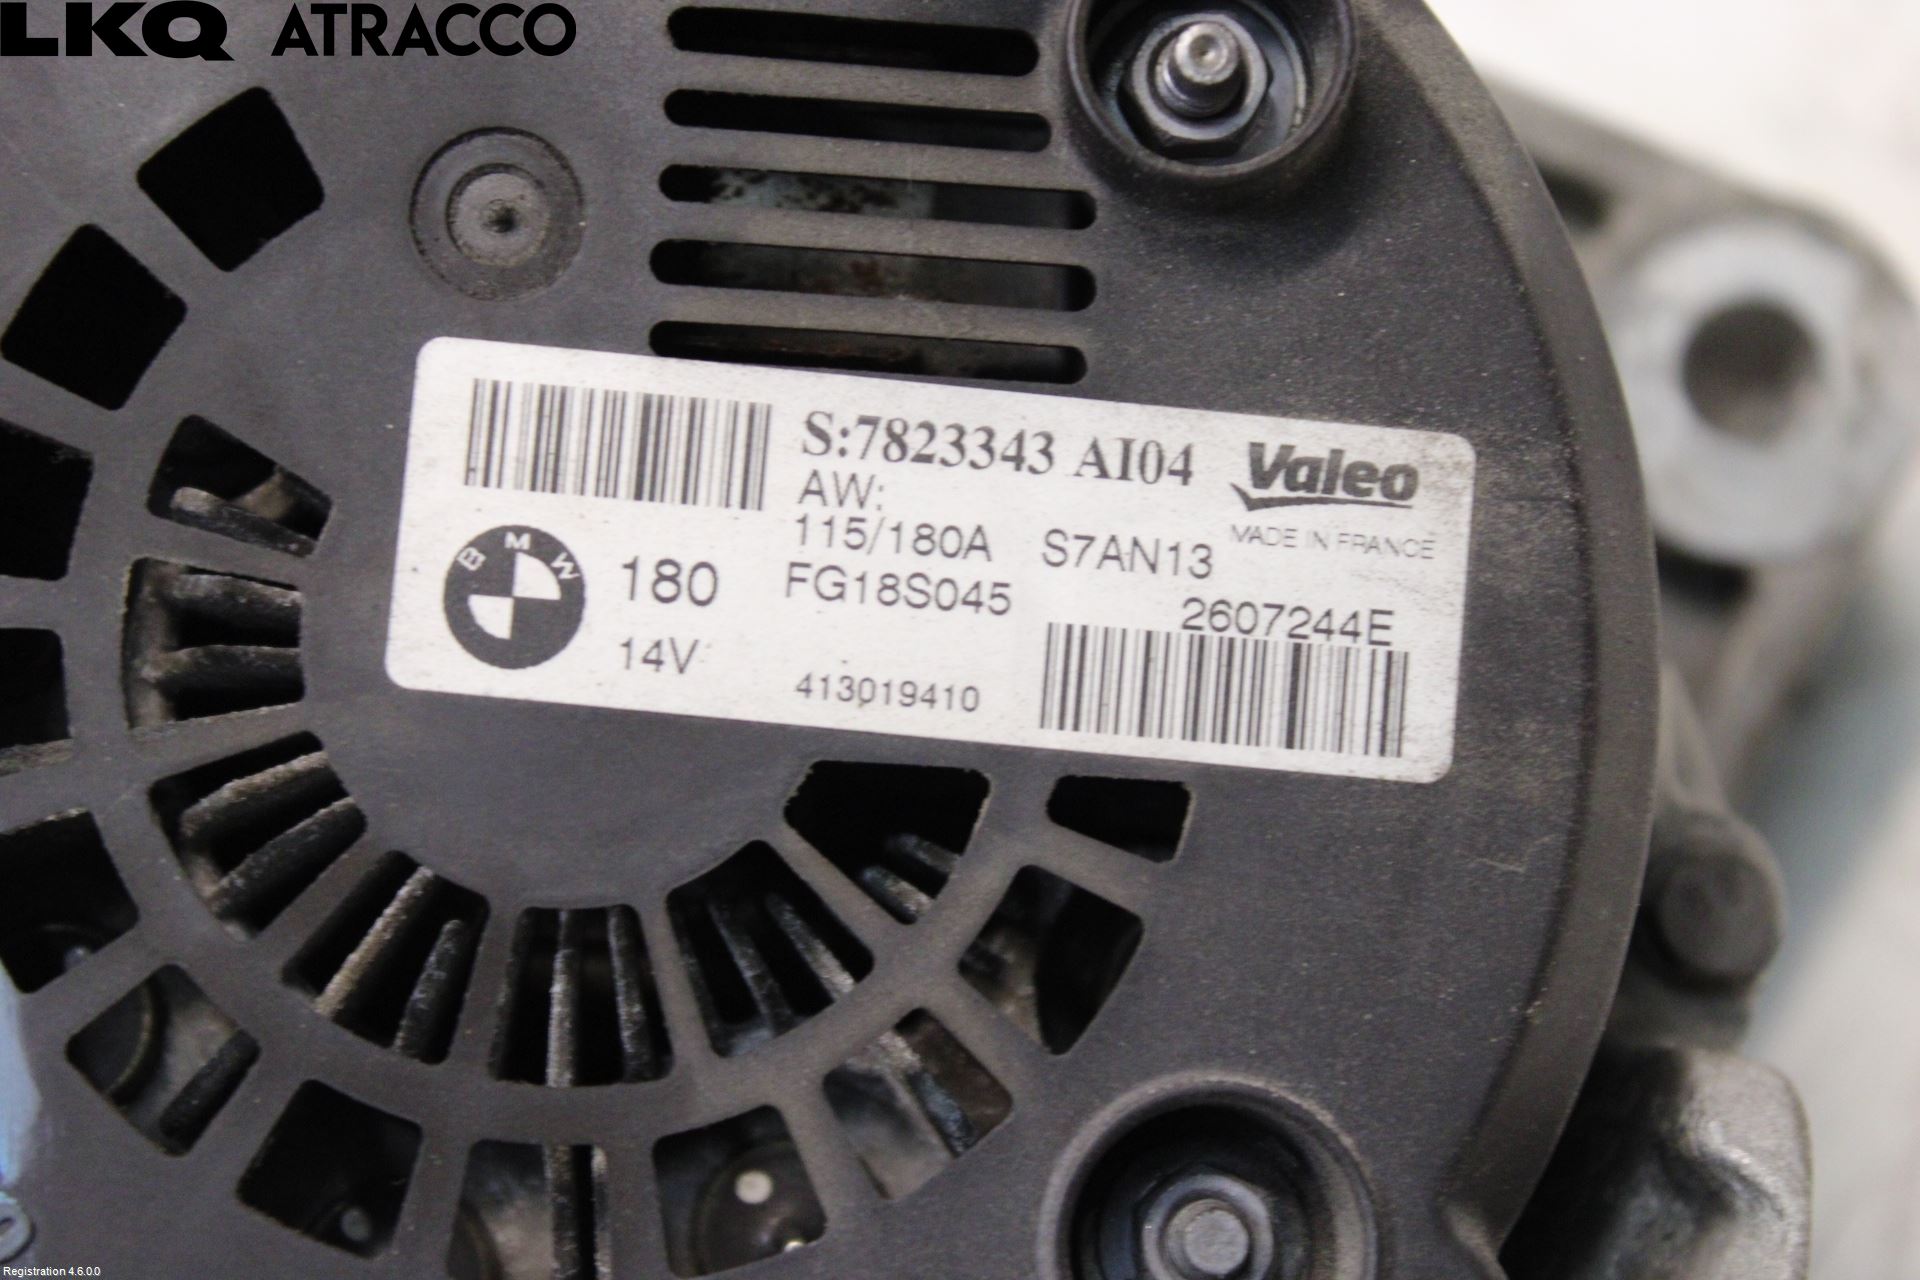 LKQ ATRACCO
S:7823343 AI04
Valeo
MADE IN FRANCE
AW:
115/180A S7AN13
BMW
180
FG18S045
2607244E
14V
413019410
Registration 4.6.0.0